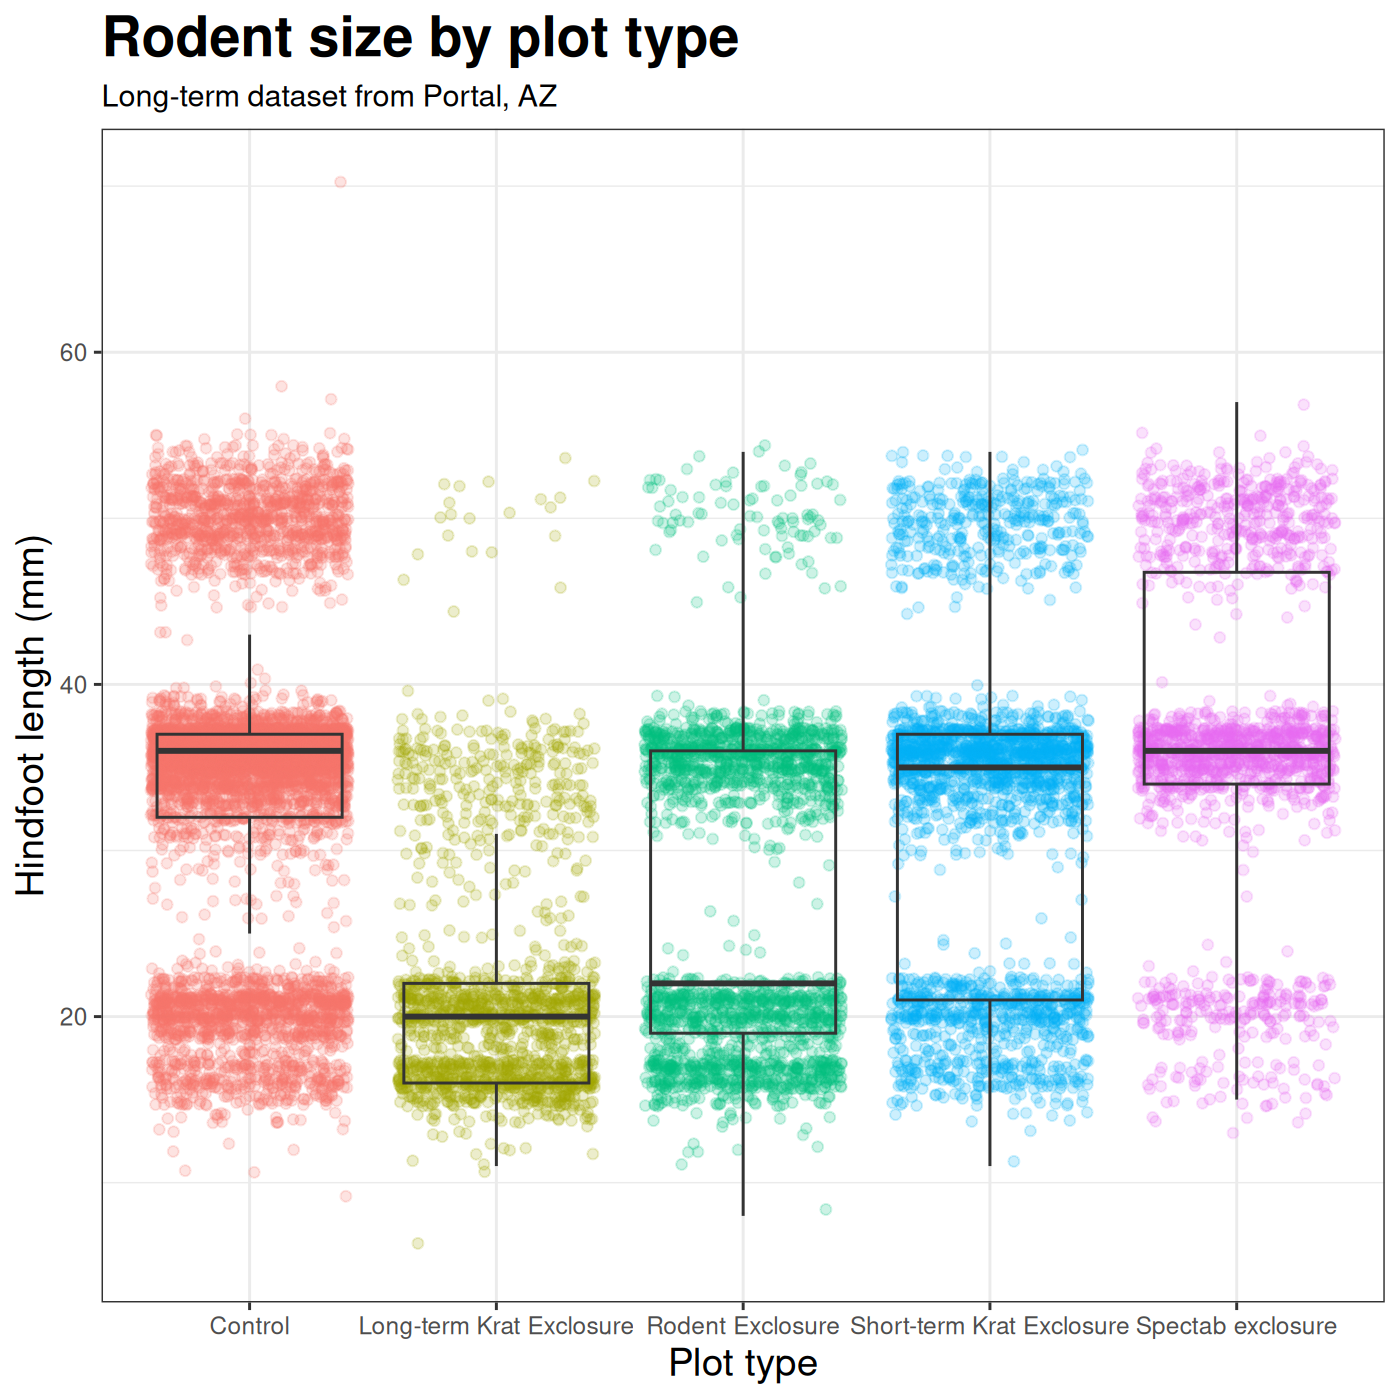 Rodent size by plot type
Long-term dataset from Portal, AZ
Hindfoot length (mm)
60
40
20
Control
Long-term Krat Exclosure
Rodent Exclosure
Short-term Krat Exclosure
Spectab exclosure
Plot type